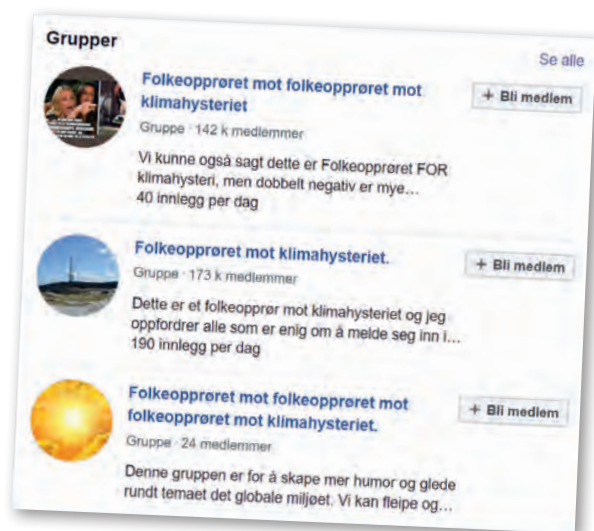 Grupper
Se alle
Folkeopprøret mot folkeopprøret mot
klimahysteriet
+ Bli medlem
Gruppe · 142 k medlemmer
Vi kunne også sagt dette er Folkeopprøret FOR
klimahysteri, men dobbelt negativ er mye...
40 innlegg per dag
Folkeopprøret mot klimahysteriet.
+ Bli medlem
Gruppe · 173 k medlemmer
Dette er et folkeopprør mot klimahysteriet og jeg
oppfordrer alle som er enig om å melde seg inn i...
190 innlegg per dag
Folkeopprøret mot folkeopprøret mot
folkeopprøret mot klimahysteriet.
+ Bli medlem
Gruppe · 24 medlemmer
Denne gruppen er for å skape mer humor og glede
rundt temaet det globale miljøet. Vi kan fleipe og...